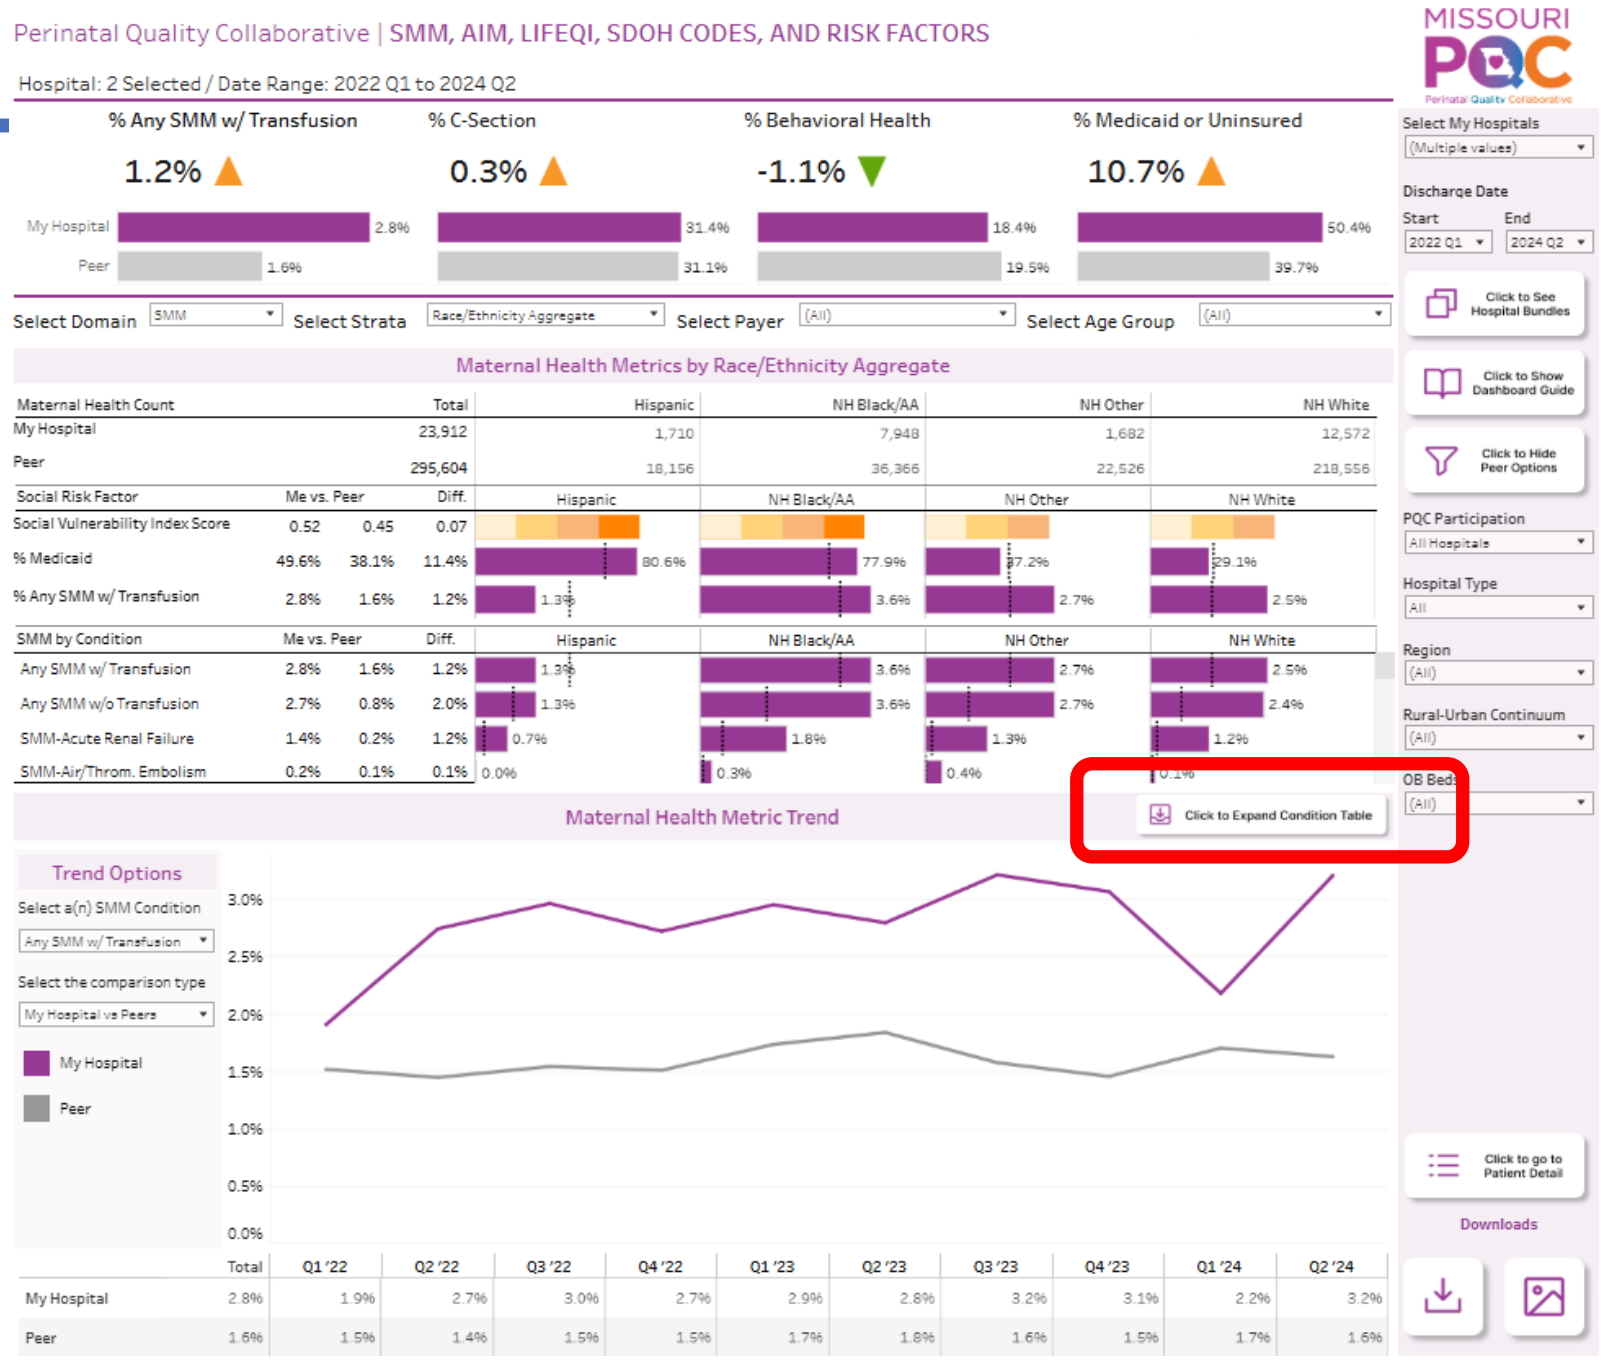 Perinatal Quality Collaborative | SMM, AIM, LIFEQI, SDOH CODES, AND RISK FACTORS
MISSOURI
PQC
Perinatal Quality Collaborative
Hospital: 2 Selected / Date Range: 2022 Q1 to 2024 Q2
% Any SMM w/ Transfusion % C-Section % Behavioral Health % Medicaid or Uninsured
1.2% 0.3% -1.1% 10.7%
My Hospital 2.8% 31.4% 18.4% 50.4%
Peer 1.6% 31.1% 19.5% 39.7%
Select Domain SMM Select Strata Race/Ethnicity Aggregate Select Payer (All) Select Age Group (All)
Maternal Health Metrics by Race/Ethnicity Aggregate
Maternal Health Count Total Hispanic NH Black/AA NH Other NH White
My Hospital 23,912 1,710 7,948 1,682 12,572
Peer 295,604 18,156 36,366 22,526 218,556
Social Risk Factor Me vs. Peer Diff. Hispanic NH Black/AA NH Other NH White
Social Vulnerability Index Score 0.52 0.45 0.07
% Medicaid 49.6% 38.1% 11.4% 80.6% 77.9% 37.2% 29.1%
% Any SMM w/ Transfusion 2.8% 1.6% 1.2% 1.3% 3.6% 2.7% 2.5%
SMM by Condition Me vs. Peer Diff. Hispanic NH Black/AA NH Other NH White
Any SMM w/ Transfusion 2.8% 1.6% 1.2% 1.3% 3.6% 2.7% 2.5%
Any SMM w/o Transfusion 2.7% 0.8% 2.0% 1.3% 3.6% 2.7% 2.4%
SMM-Acute Renal Failure 1.4% 0.2% 1.2% 0.7% 1.8% 1.3% 1.2%
SMM-Air/Throm. Embolism 0.2% 0.1% 0.1% 0.0% 0.3% 0.4% 0.1%
Maternal Health Metric Trend
Click to Expand Condition Table
Trend Options
Select a(n) SMM Condition
Any SMM w/ Transfusion
Select the comparison type
My Hospital vs Peers
My Hospital
Peer
3.0%
2.5%
2.0%
1.5%
1.0%
0.5%
0.0%
Total Q1 '22 Q2 '22 Q3 '22 Q4 '22 Q1 '23 Q2 '23 Q3 '23 Q4 '23 Q1 '24 Q2 '24
My Hospital 2.8% 1.9% 2.7% 3.0% 2.7% 2.9% 2.8% 3.2% 3.1% 2.2% 3.2%
Peer 1.6% 1.5% 1.4% 1.5% 1.5% 1.7% 1.8% 1.6% 1.5% 1.7% 1.6%
Select My Hospitals
(Multiple values)
Discharge Date
Start End
2022 Q1 2024 Q2
Click to See
Hospital Bundles
Click to Show
Dashboard Guide
Click to Hide
Peer Options
PQC Participation
All Hospitals
Hospital Type
All
Region
(All)
Rural-Urban Continuum
(All)
OB Beds
(All)
Click to go to
Patient Detail
Downloads